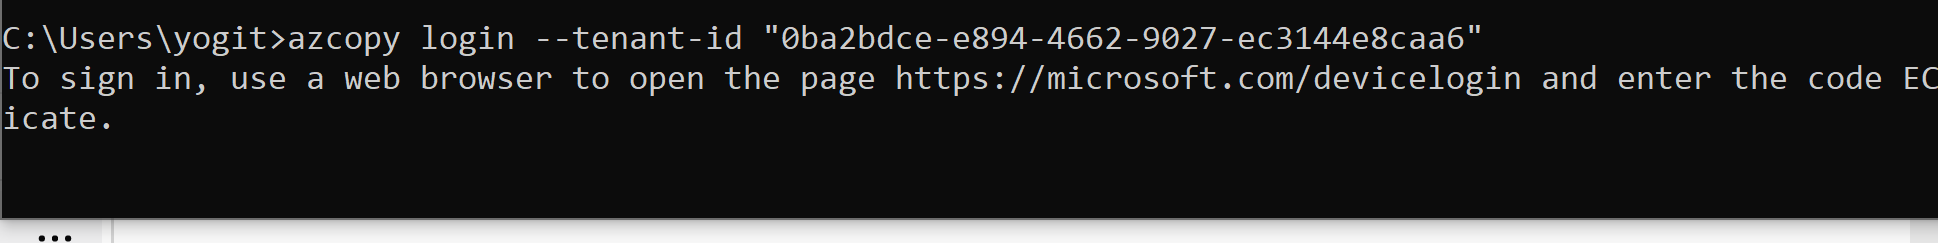 C:\Users\yogit>azcopy login --tenant-id "0ba2bdce-e894-4662-9027-ec3144e8caa6"
To sign in, use a web browser to open the page https://microsoft.com/devicelogin and enter the code EC
icate.
...